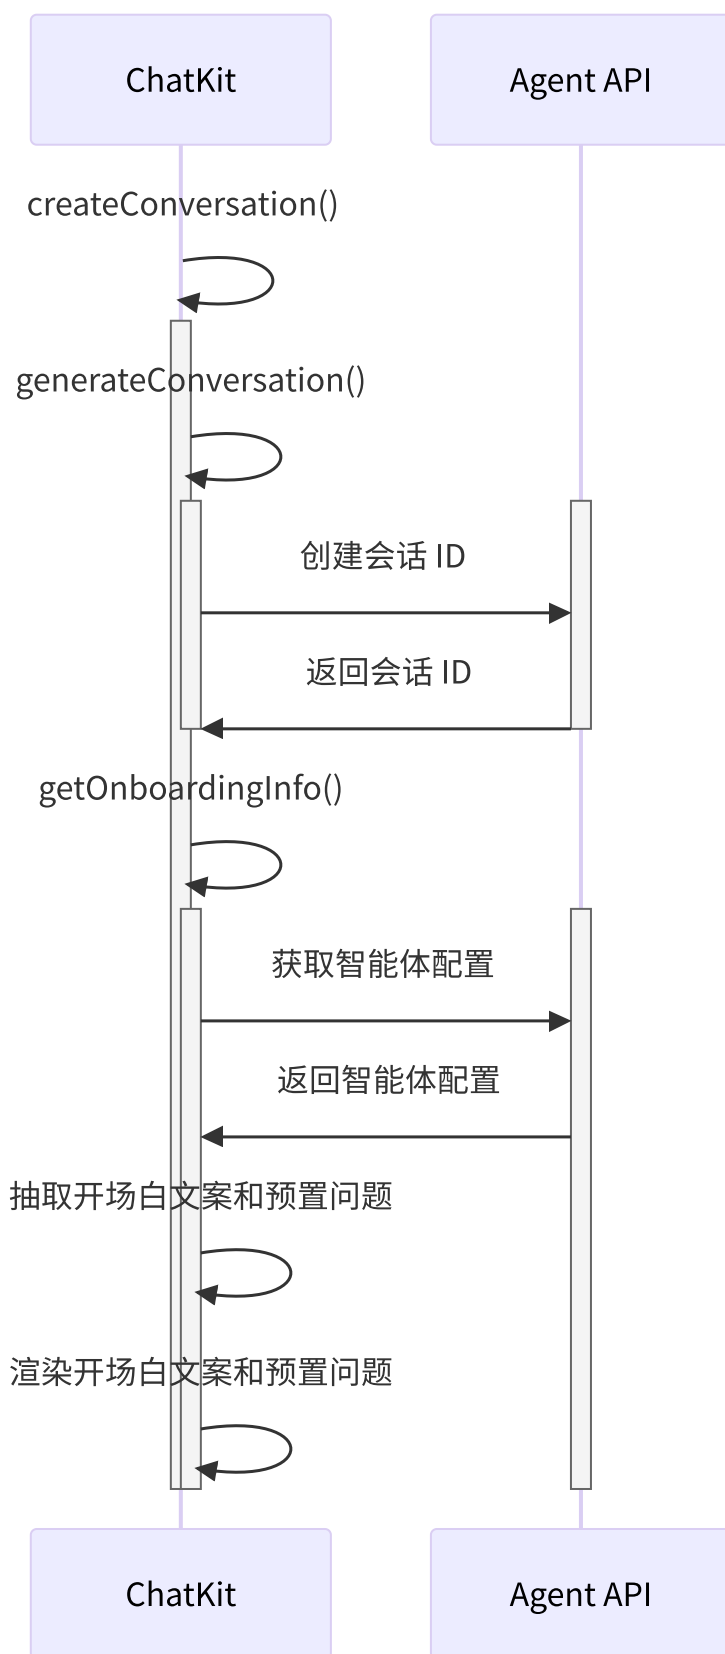 ChatKit
Agent API
createConversation()
generateConversation()
创建会话 ID
返回会话 ID
getOnboardingInfo()
获取智能体配置
返回智能体配置
抽取开场白文案和预置问题
渲染开场白文案和预置问题
ChatKit
Agent API